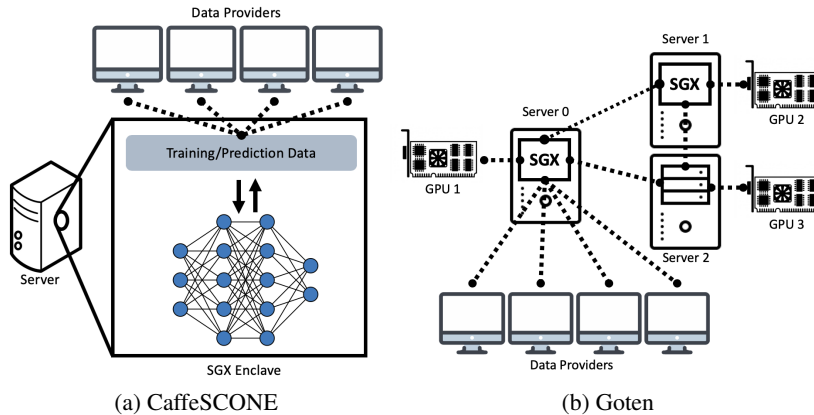 Data Providers
Training/Prediction Data
Server
SGX Enclave
(a) CaffeSCONE
Server 1
SGX
GPU 2
Server 0
SGX
GPU 1
GPU 3
Server 2
Data Providers
(b) Goten